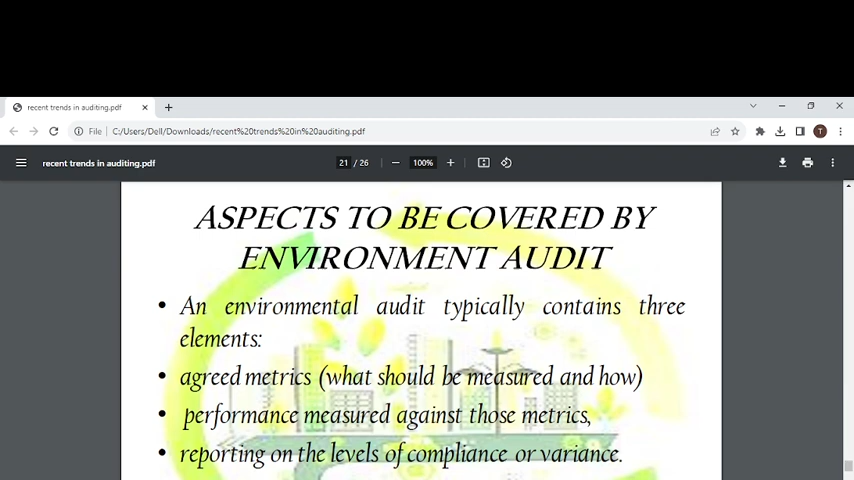 recent trends in auditing.pdf
File C:/Users/Dell/Downloads/recent%20trends%20in%20auditing.pdf T
recent trends in auditing.pdf 21 / 26 100%
ASPECTS TO BE COVERED BY
ENVIRONMENT AUDIT
• An environmental audit typically contains three
elements:
• agreed metrics (what should be measured and how)
• performance measured against those metrics,
• reporting on the levels of compliance or variance.